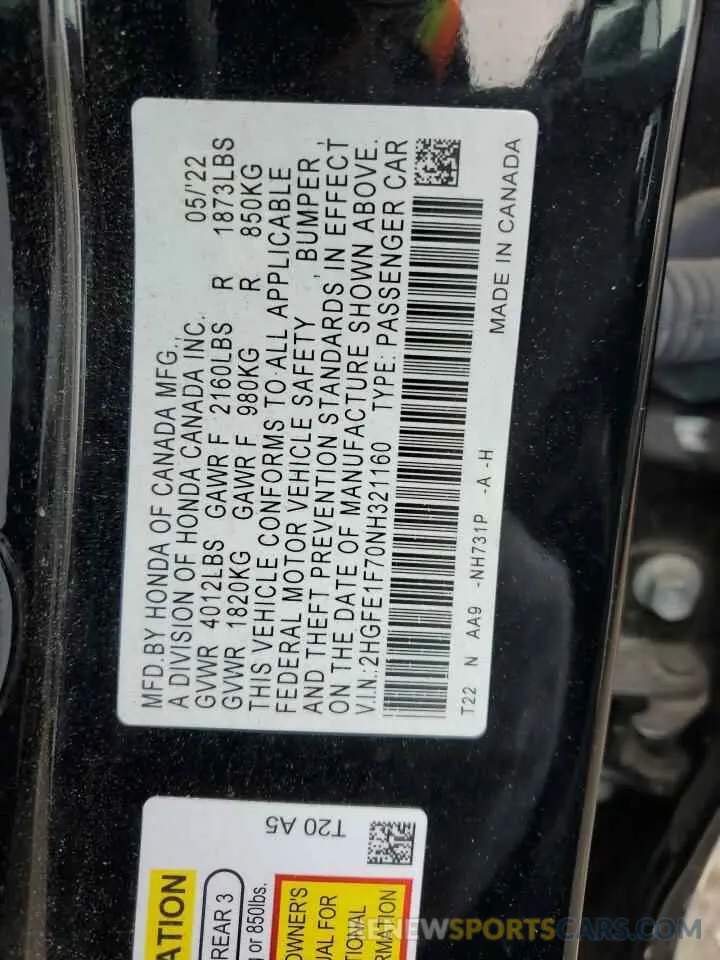 MFD.BY HONDA OF CANADA MFG.,
A DIVISION OF HONDA CANADA INC. 05/'22
GVWR 4012LBS GAWR F 2160LBS R 1873LBS
GVWR 1820KG GAWR F 980KG R 850KG
THIS VEHICLE CONFORMS TO ALL APPLICABLE
FEDERAL MOTOR VEHICLE SAFETY , BUMPER ,
AND THEFT PREVENTION STANDARDS IN EFFECT
ON THE DATE OF MANUFACTURE SHOWN ABOVE.
V.I.N.:2HGFE1F70NH321160 TYPE: PASSENGER CAR
T22 N AA9 -NH731P -A -H
MADE IN CANADA
T20 A5
ATION
REAR 3
or 850lbs.
OWNER'S
UAL FOR
TIONAL
RMATION
RENEWSPORTSCARS.COM